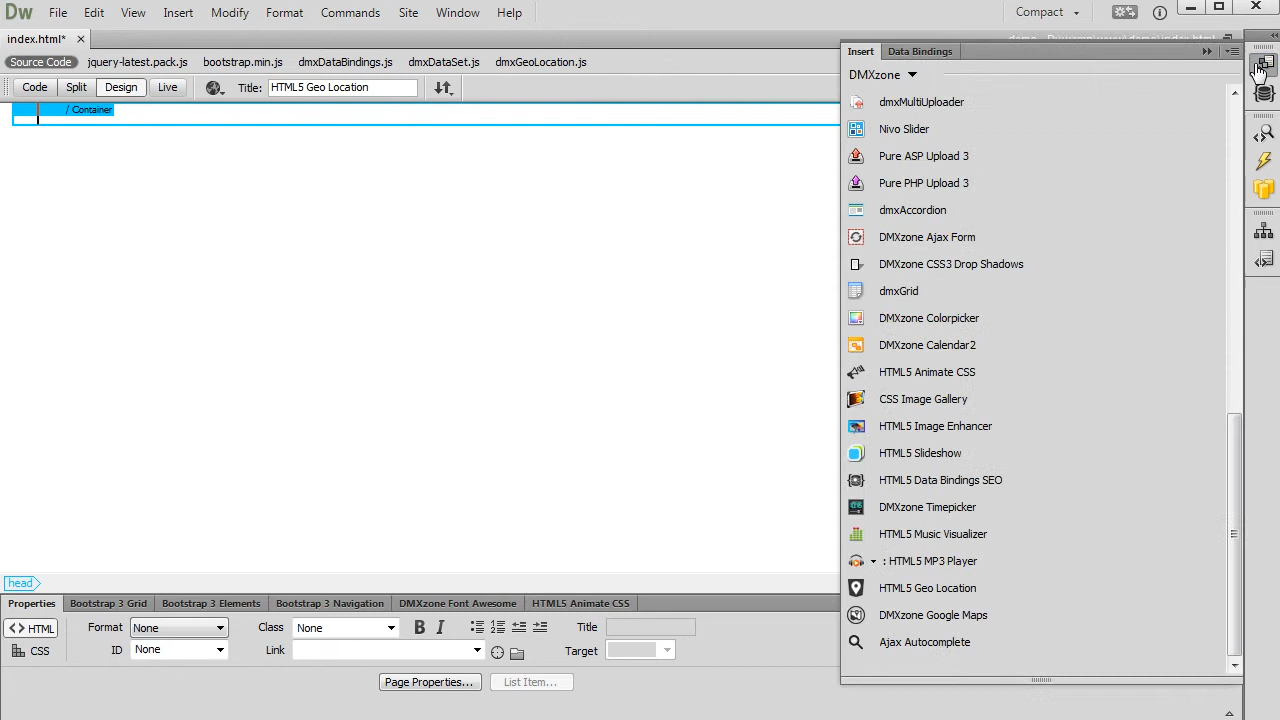 Dw File Edit View Insert Modify Format Commands Site Window Help Compact
index.html*
Source Code jquery-latest.pack.js bootstrap.min.js dmxDataBindings.js dmxDataSet.js dmxGeoLocation.js
Code Split Design Live Title: HTML5 Geo Location
/ Container
Insert Data Bindings
DMXzone
dmxMultiUploader
Nivo Slider
Pure ASP Upload 3
Pure PHP Upload 3
dmxAccordion
DMXzone Ajax Form
DMXzone CSS3 Drop Shadows
dmxGrid
DMXzone Colorpicker
DMXzone Calendar2
HTML5 Animate CSS
CSS Image Gallery
HTML5 Image Enhancer
HTML5 Slideshow
HTML5 Data Bindings SEO
DMXzone Timepicker
HTML5 Music Visualizer
: HTML5 MP3 Player
HTML5 Geo Location
DMXzone Google Maps
Ajax Autocomplete
head
Properties Bootstrap 3 Grid Bootstrap 3 Elements Bootstrap 3 Navigation DMXzone Font Awesome HTML5 Animate CSS
<> HTML Format None Class None B I Title
CSS ID None Link Target
Page Properties... List Item...